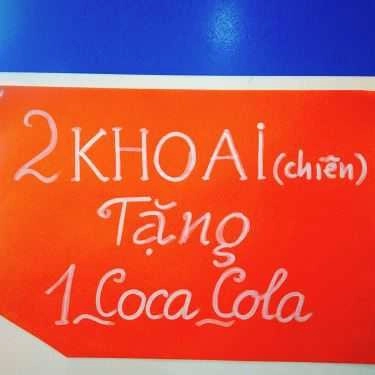 2 KHOAI (chiên)
Tặng
1 Coca Cola